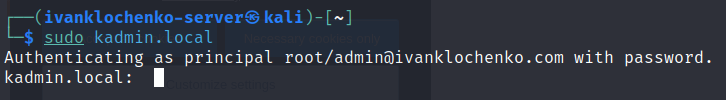 ┌──(ivanklochenko-server㉿kali)-[~]
└─$ sudo kadmin.local
Authenticating as principal root/admin@ivanklochenko.com with password.
kadmin.local: